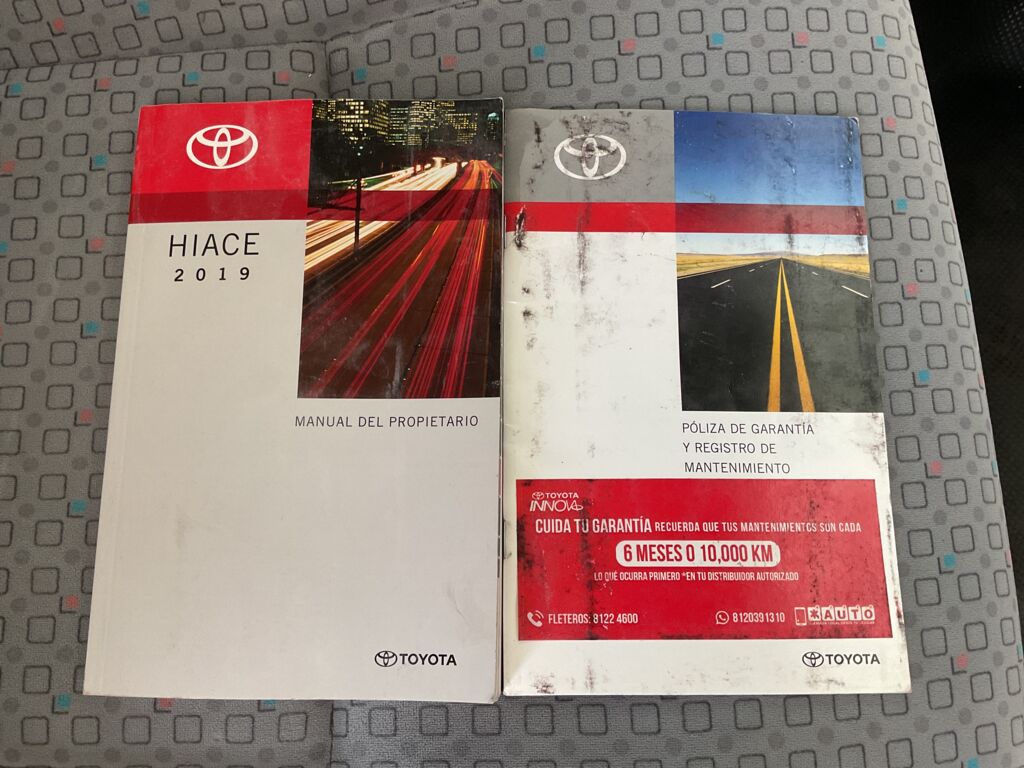 HIACE
2019
MANUAL DEL PROPIETARIO
TOYOTA
PÓLIZA DE GARANTÍA
Y REGISTRO DE
MANTENIMIENTO
TOYOTA
INNOVA
CUIDA TU GARANTÍA RECUERDA QUE TUS MANTENIMIENTOS SON CADA
6 MESES O 10,000 KM
LO QUE OCURRA PRIMERO *EN TU DISTRIBUIDOR AUTORIZADO
FLETEROS: 8122 4600
8120391310
AUTO
TOYOTA